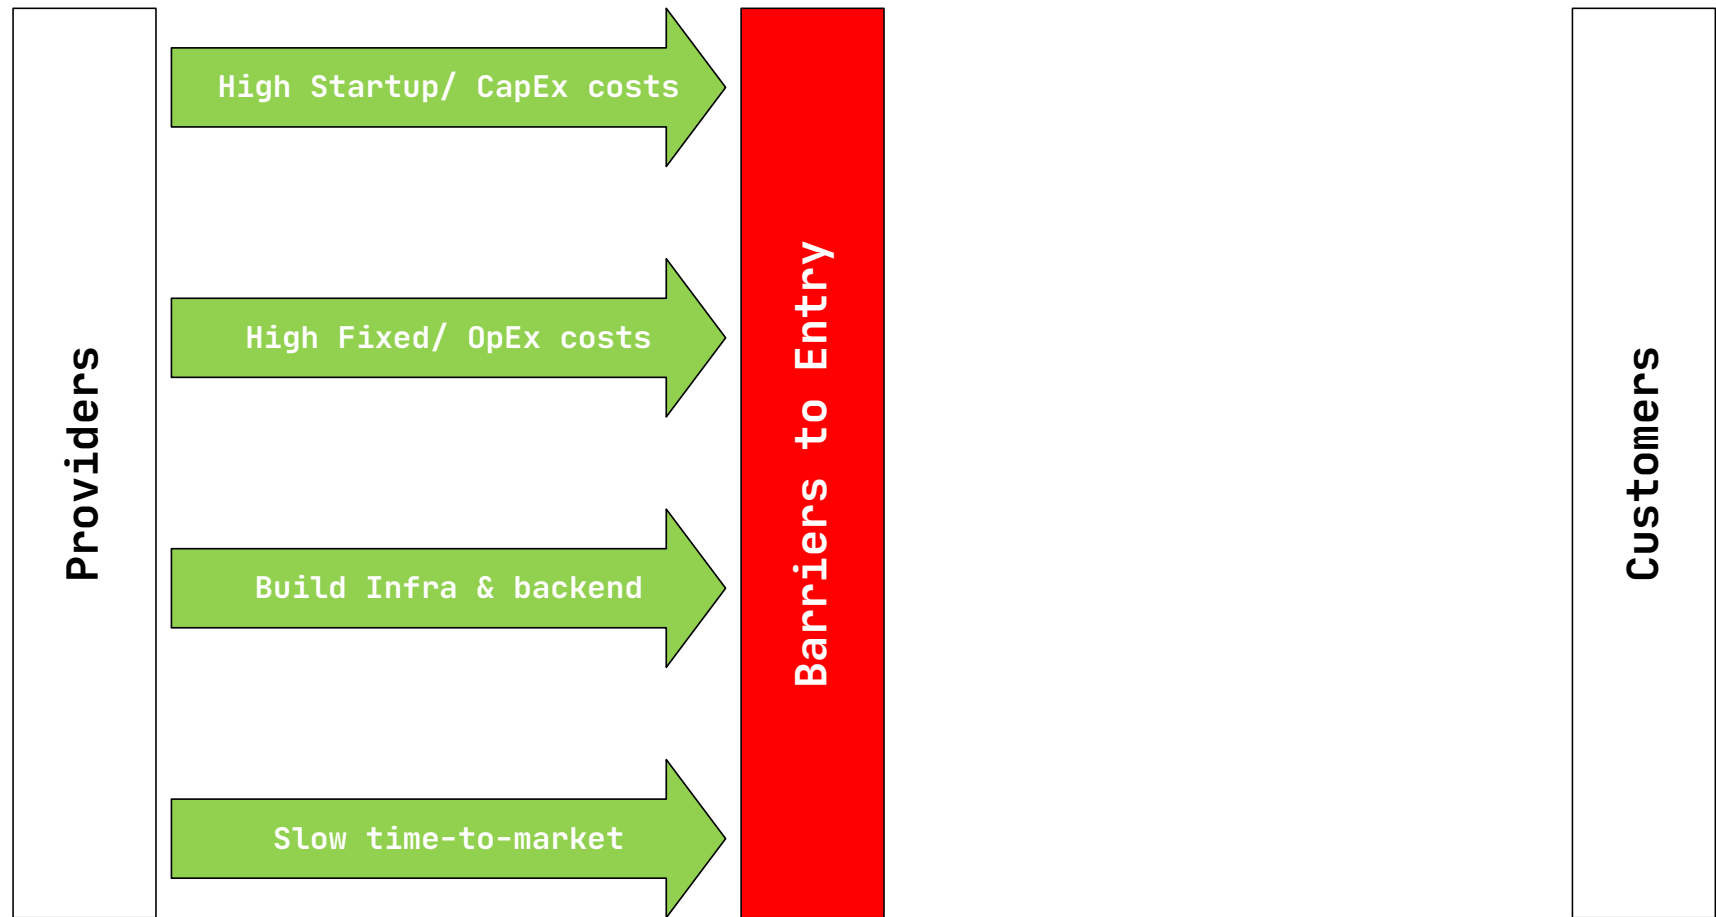 Providers
High Startup/ CapEx costs
High Fixed/ OpEx costs
Build Infra & backend
Slow time-to-market
Barriers to Entry
Customers